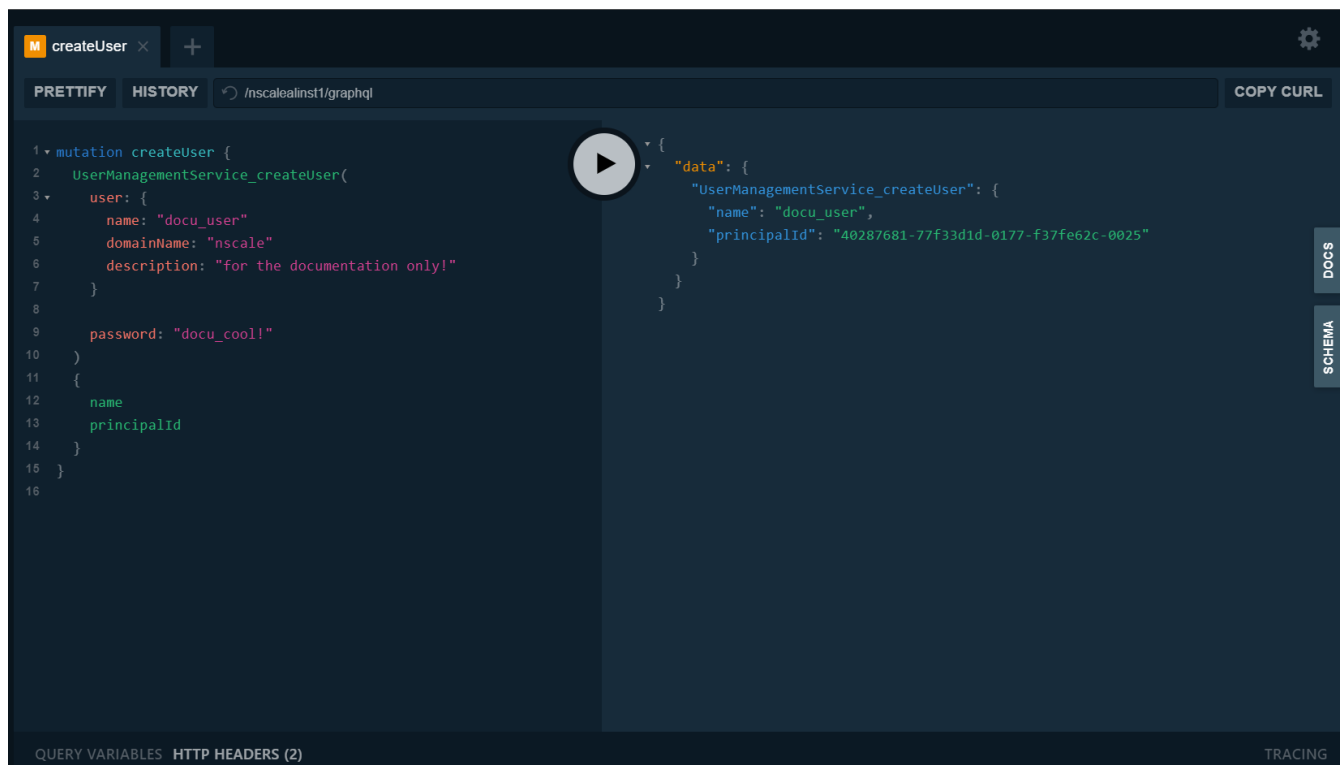 M createUser
PRETTIFY HISTORY /nscalealinst1/graphql COPY CURL
1 mutation createUser {
2 UserManagementService_createUser(
3 user: {
4 name: "docu_user"
5 domainName: "nscale"
6 description: "for the documentation only!"
7 }
8
9 password: "docu_cool!"
10 )
11 {
12 name
13 principalId
14 }
15 }
16
{
"data": {
"UserManagementService_createUser": {
"name": "docu_user",
"principalId": "40287681-77f33d1d-0177-f37fe62c-0025"
}
}
}
DOCS
SCHEMA
QUERY VARIABLES HTTP HEADERS (2) TRACING